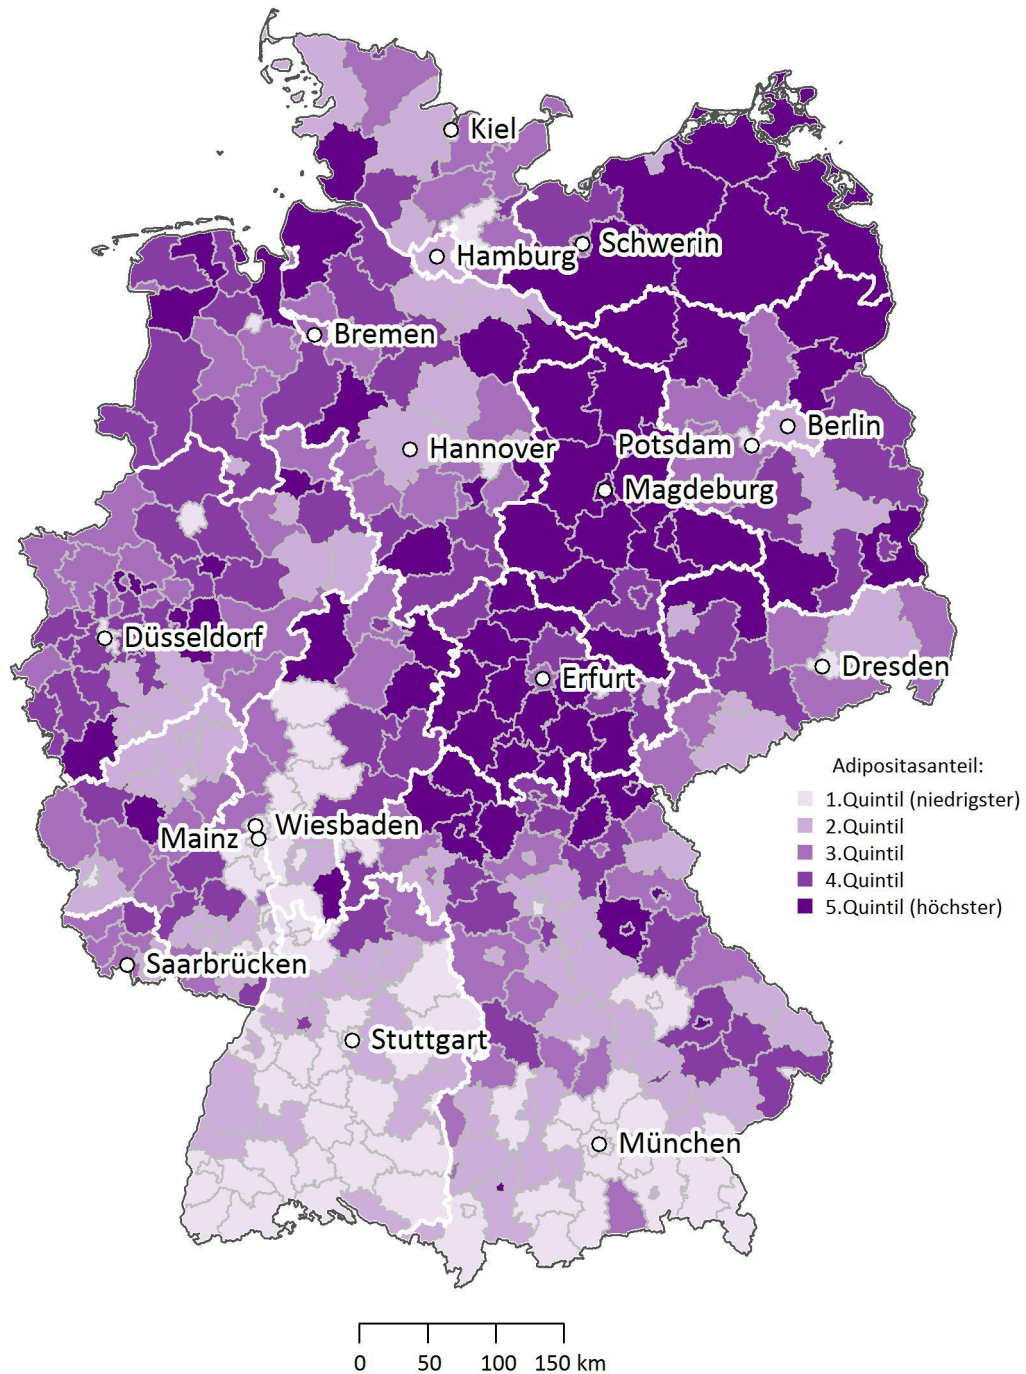 Kiel
Schwerin
Hamburg
Bremen
Berlin
Hannover
Potsdam
Magdeburg
Düsseldorf
Erfurt
Dresden
Adipositasanteil:
1.Quintil (niedrigster)
2.Quintil
3.Quintil
4.Quintil
5.Quintil (höchster)
Wiesbaden
Mainz
Saarbrücken
Stuttgart
München
0 50 100 150 km